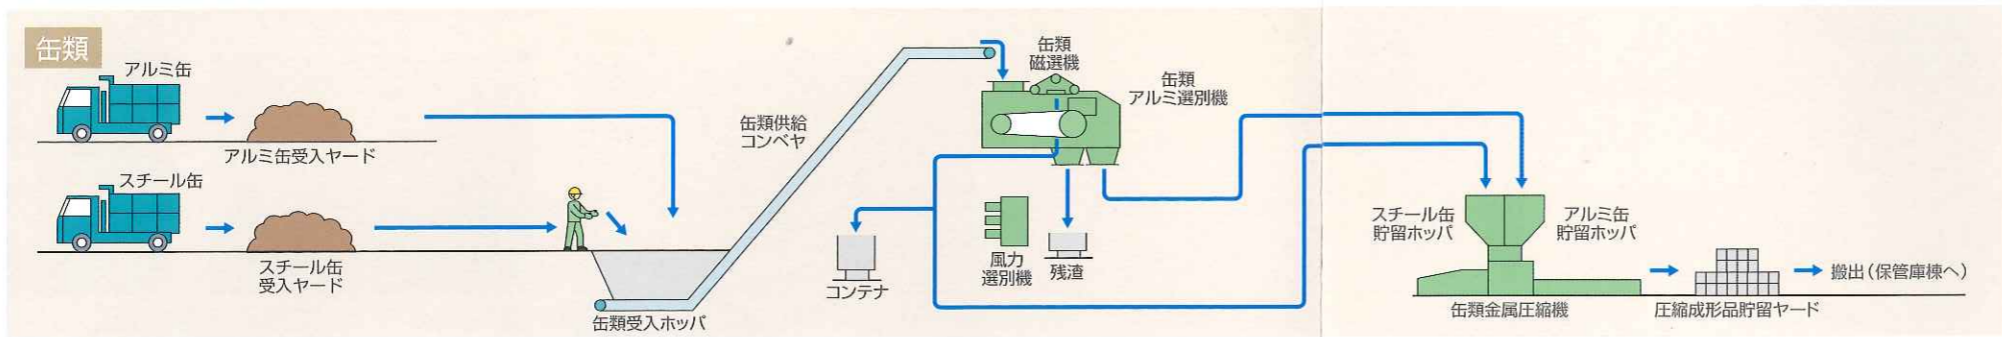 缶類
アルミ缶
アルミ缶受入ヤード
スチール缶
スチール缶
受入ヤード
缶類受入ホッパ
缶類供給
コンベヤ
缶類
磁選機
缶類
アルミ選別機
コンテナ
風力
選別機
残渣
スチール缶
貯留ホッパ
アルミ缶
貯留ホッパ
缶類金属圧縮機
圧縮成形品貯留ヤード
搬出(保管庫棟へ)